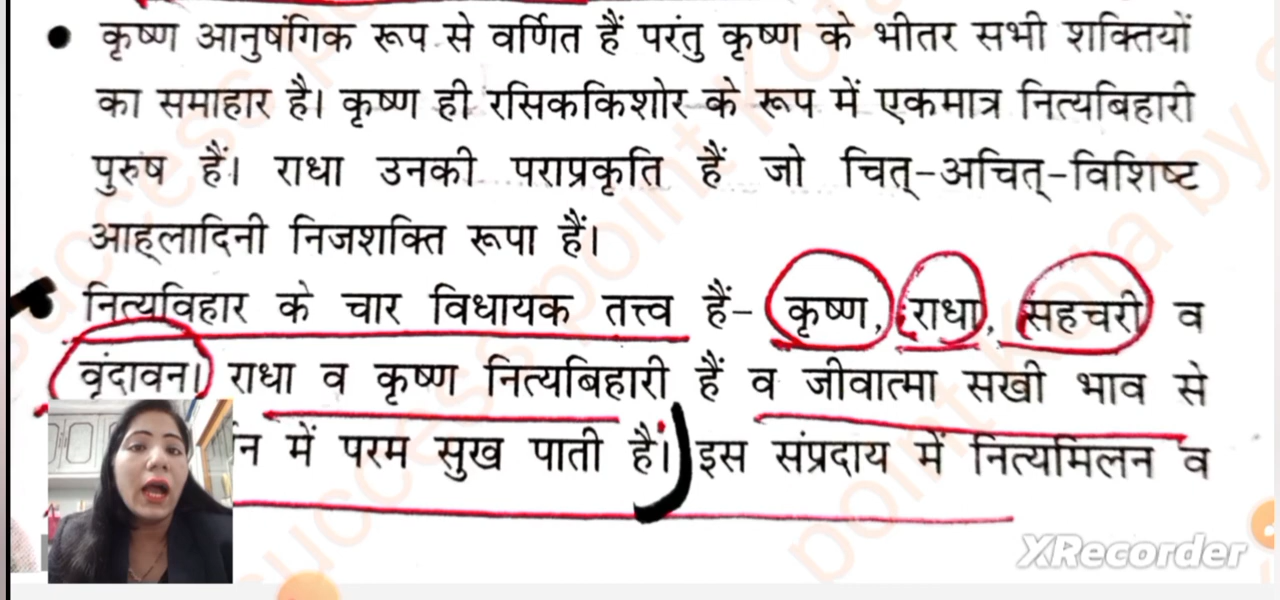 कृष्ण आनुषंगिक रूप से वर्णित हैं परंतु कृष्ण के भीतर सभी शक्तियों
का समाहार है। कृष्ण ही रसिककिशोर के रूप में एकमात्र नित्यबिहारी
पुरुष हैं। राधा उनकी पराप्रकृति हैं जो चित्-अचित्-विशिष्ट
आह्लादिनी निजशक्ति रूपा हैं।
नित्यविहार के चार विधायक तत्त्व हैं- कृष्ण, राधा, सहचरी व
वृंदावन। राधा व कृष्ण नित्यबिहारी हैं व जीवात्मा सखी भाव से
न में परम सुख पाती है। इस संप्रदाय में नित्यमिलन व
XRecorder